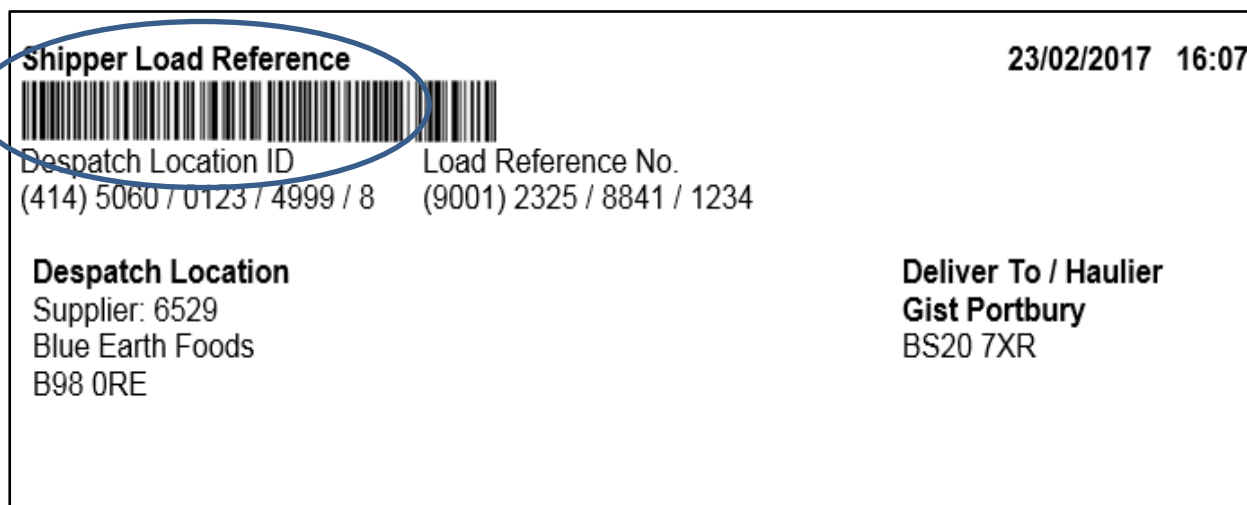 Shipper Load Reference 23/02/2017 16:07
Despatch Location ID Load Reference No.
(414) 5060 / 0123 / 4999 / 8 (9001) 2325 / 8841 / 1234
Despatch Location Deliver To / Haulier
Supplier: 6529 Gist Portbury
Blue Earth Foods BS20 7XR
B98 0RE